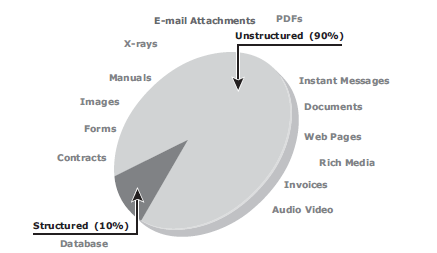 E-mail Attachments
PDFs
X-rays
Unstructured (90%)
Manuals
Instant Messages
Images
Documents
Forms
Web Pages
Contracts
Rich Media
Invoices
Audio Video
Structured (10%)
Database